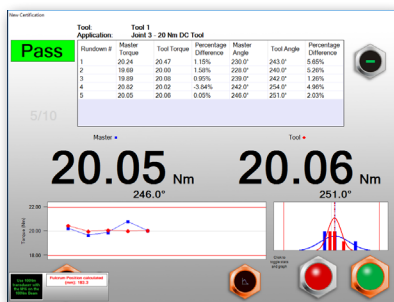 New Certification
Tool: Tool 1
Application: Joint 3 - 20 Nm DC Tool
Pass
Rundown # Master Torque Tool Torque Percentage Difference Master Angle Tool Angle Percentage Difference
1 20.24 20.47 1.15% 230.0° 243.0° 5.65%
2 19.69 20.00 1.58% 228.0° 240.0° 5.26%
3 19.89 20.08 0.95% 239.0° 242.0° 1.26%
4 20.82 20.02 -3.84% 242.0° 254.0° 4.96%
5 20.05 20.06 0.05% 246.0° 251.0° 2.03%
5/10
Master
Tool
20.05 Nm
20.06 Nm
246.0°
251.0°
22.00
20.00
18.00
Torque (Nm)